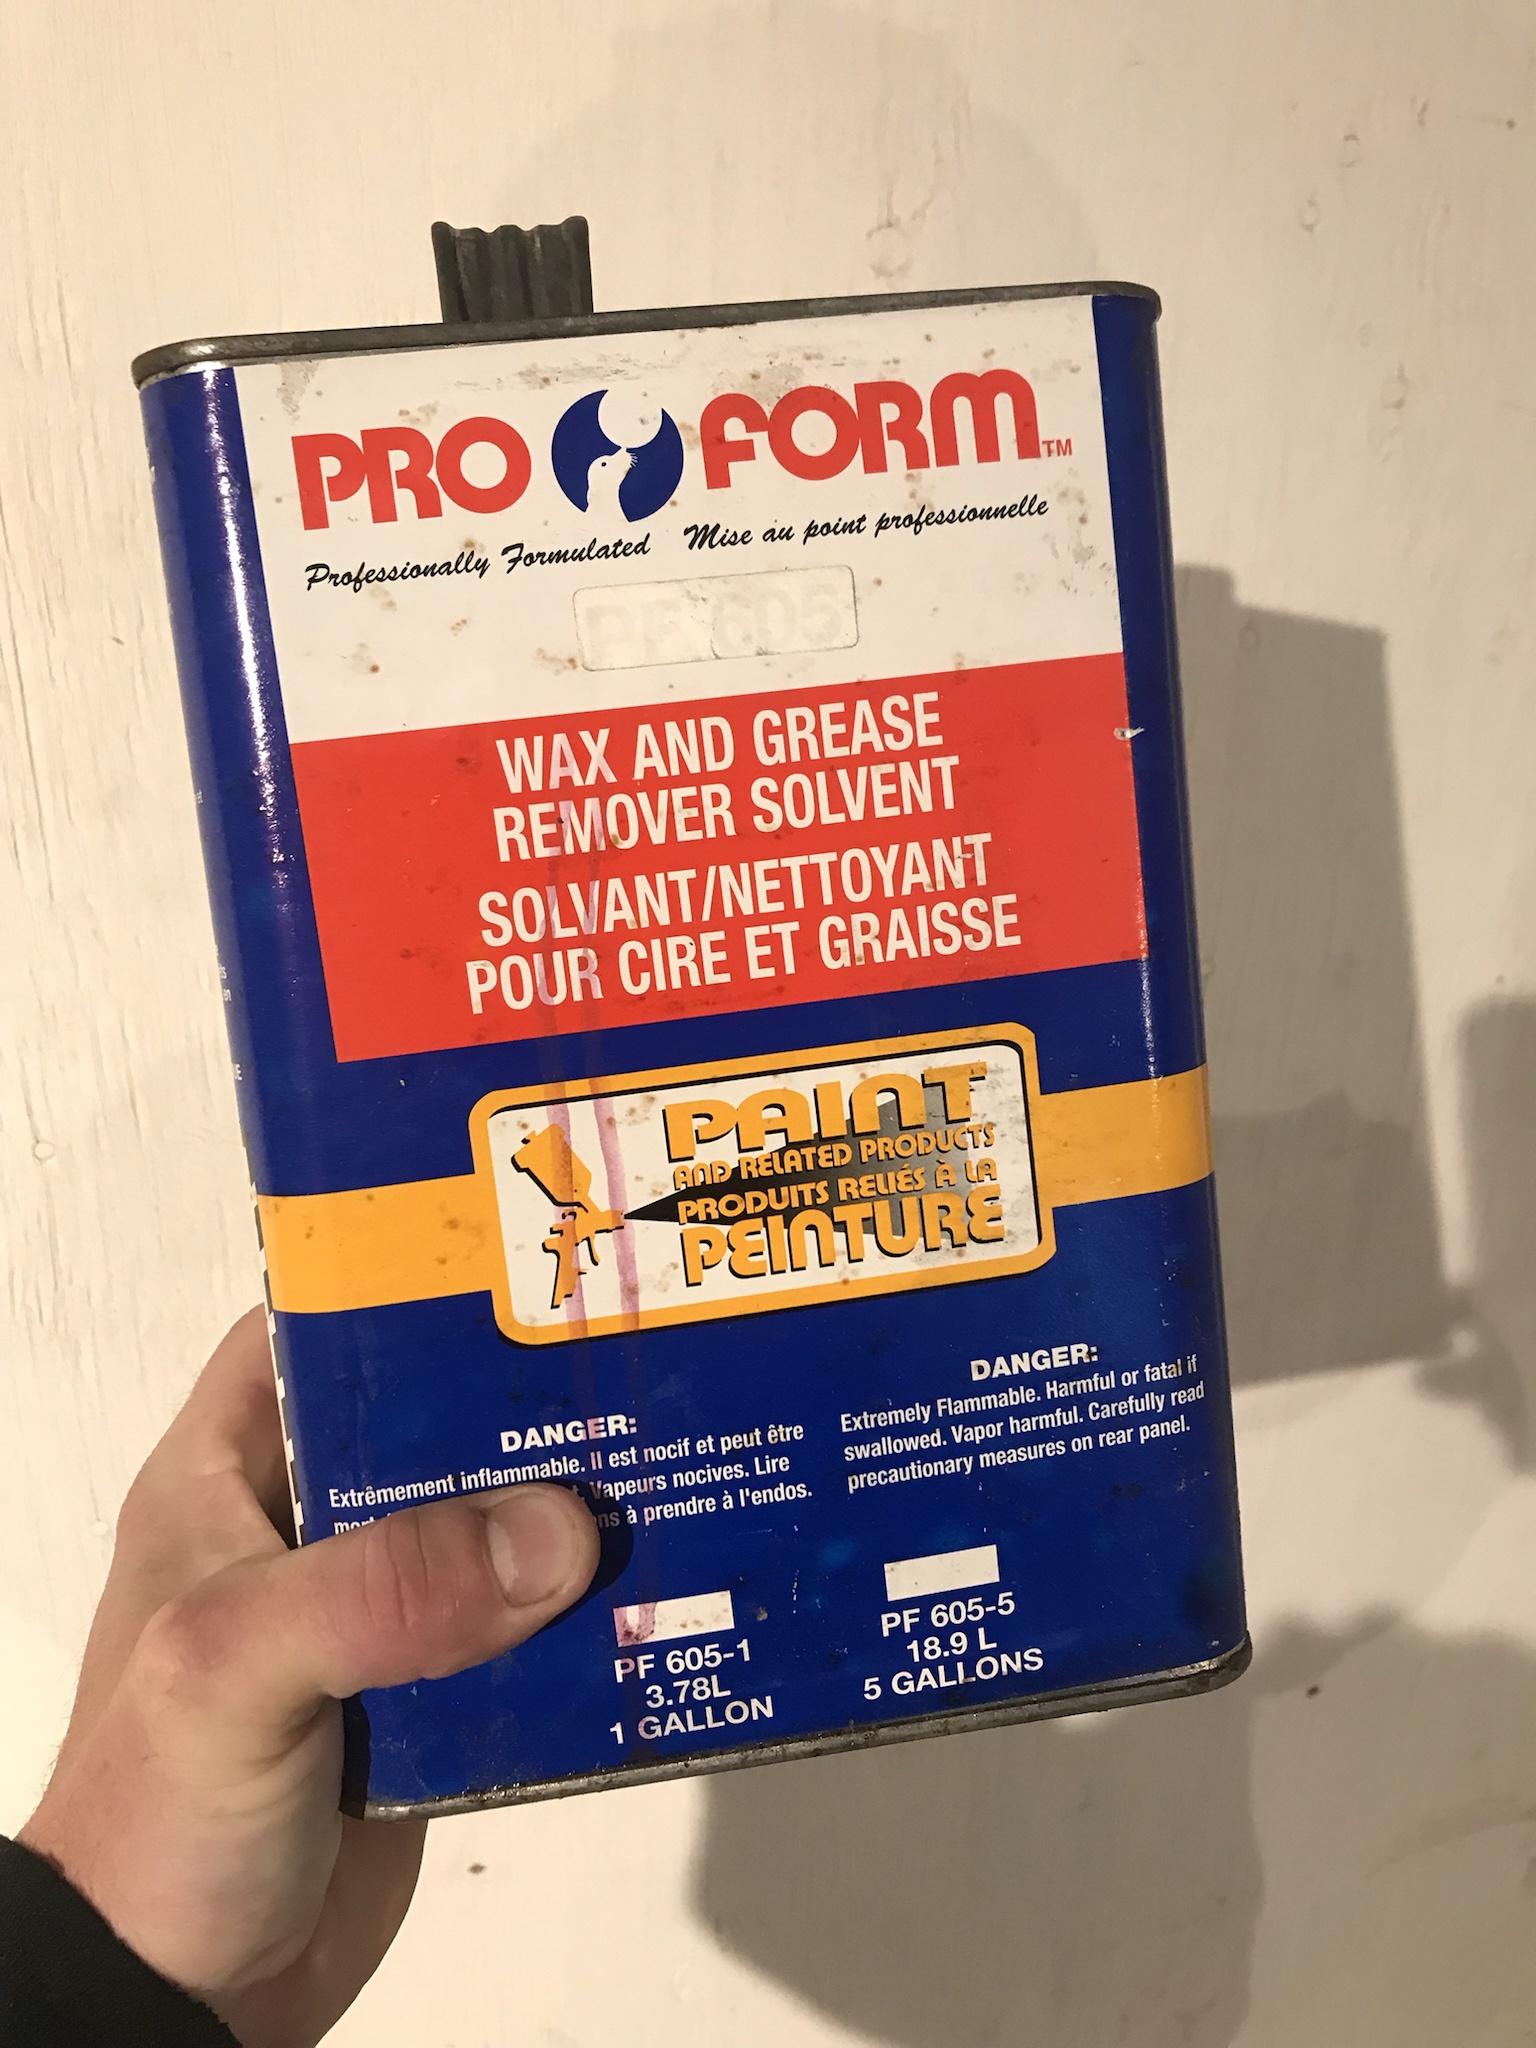 PRO FORM™
Professionally Formulated Mise au point professionnelle
PF 605
WAX AND GREASE
REMOVER SOLVENT
SOLVANT/NETTOYANT
POUR CIRE ET GRAISSE
PAINT
AND RELATED PRODUCTS
PRODUITS RELIÉS À LA
PEINTURE
DANGER:
Extrêmement inflammable. Il est nocif et peut être
Vapeurs nocives. Lire
à prendre à l'endos.
DANGER:
Extremely Flammable. Harmful or fatal if
swallowed. Vapor harmful. Carefully read
precautionary measures on rear panel.
PF 605-1
3.78L
1 GALLON
PF 605-5
18.9 L
5 GALLONS